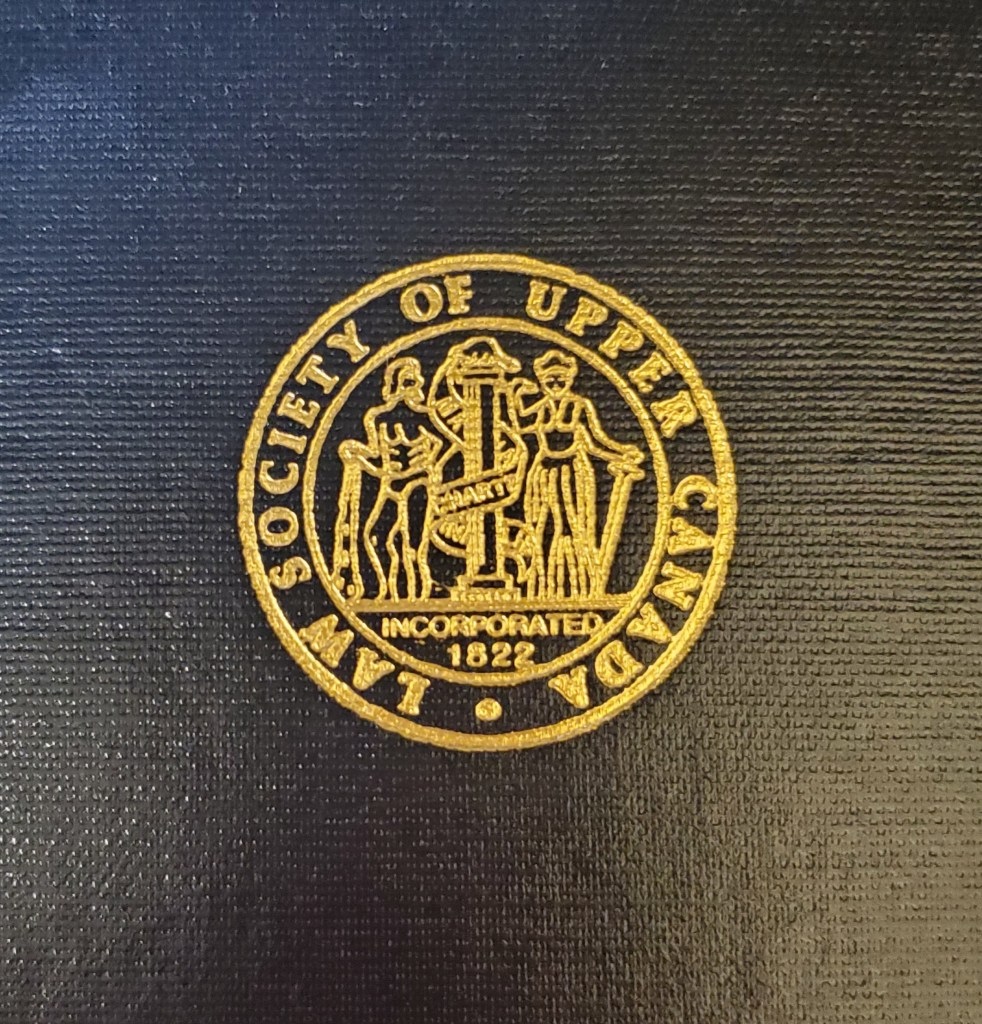 LAW SOCIETY OF UPPER CANADA
INCORPORATED
1822